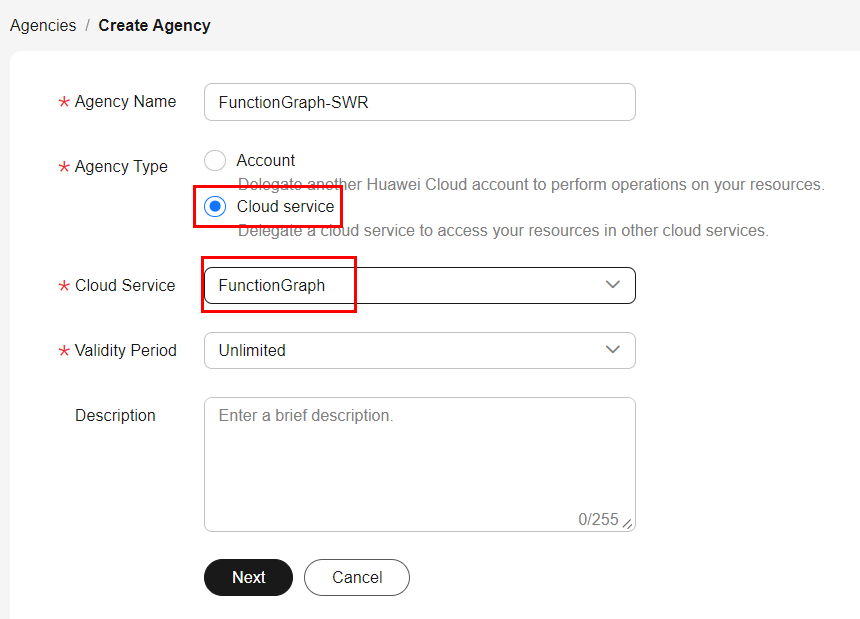 Agencies / Create Agency
* Agency Name FunctionGraph-SWR
* Agency Type Account
Delegate another Huawei Cloud account to perform operations on your resources.
Cloud service
Delegate a cloud service to access your resources in other cloud services.
* Cloud Service FunctionGraph
* Validity Period Unlimited
Description Enter a brief description.
0/255
Next Cancel